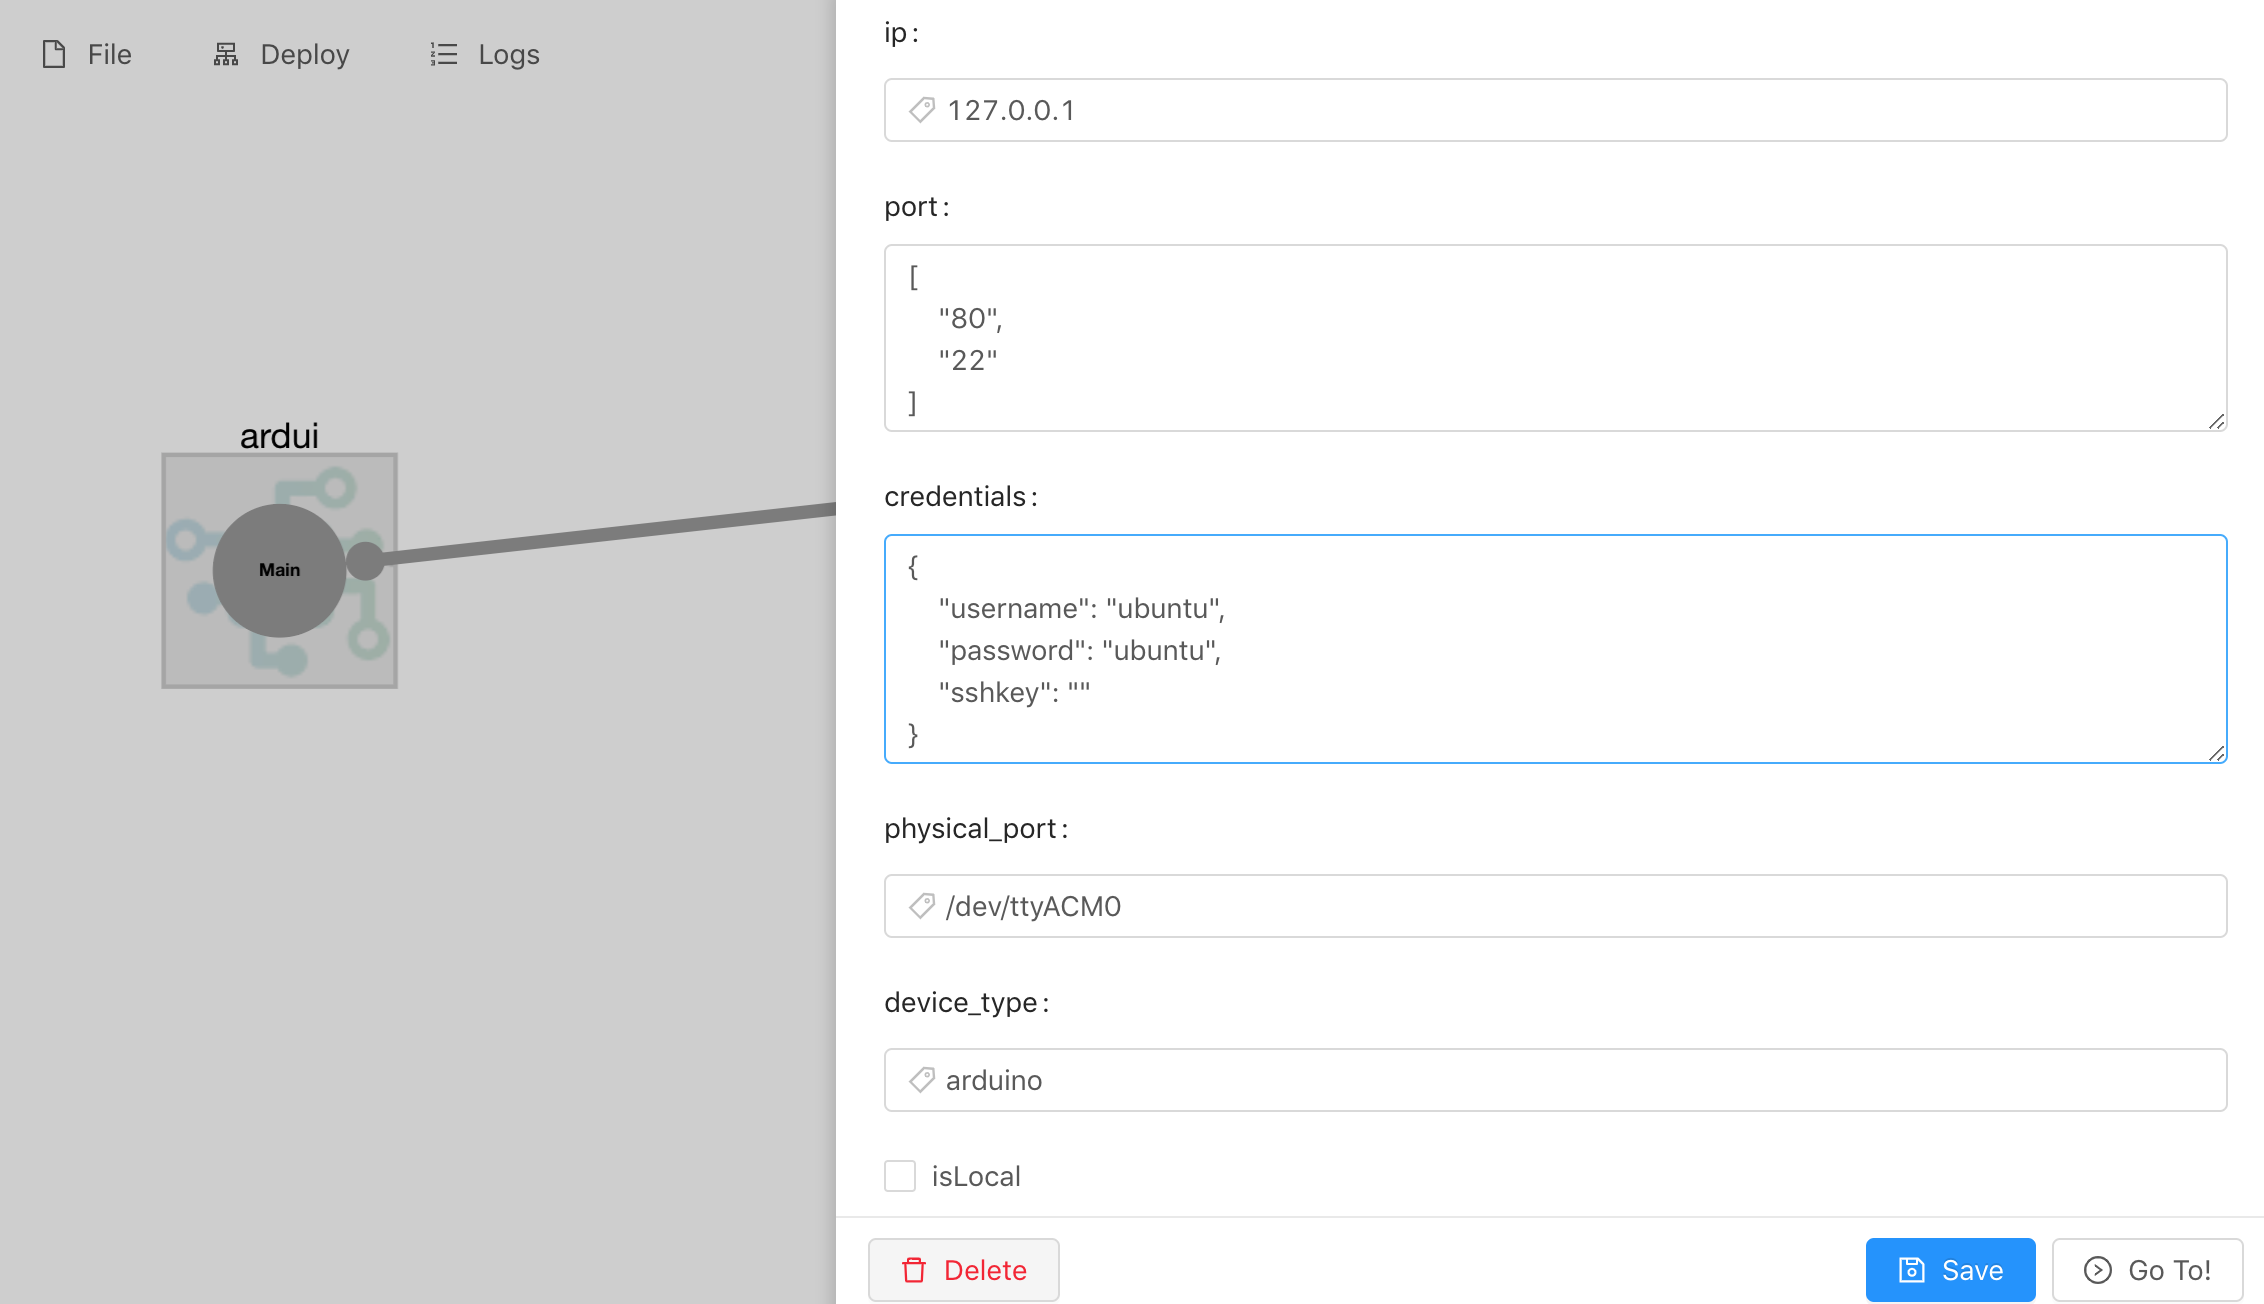 File
Deploy
Logs
ardui
Main
ip:
127.0.0.1
port:
[
"80",
"22"
]
credentials:
{
"username": "ubuntu",
"password": "ubuntu",
"sshkey": ""
}
physical_port:
/dev/ttyACM0
device_type:
arduino
isLocal
Delete
Save
Go To!